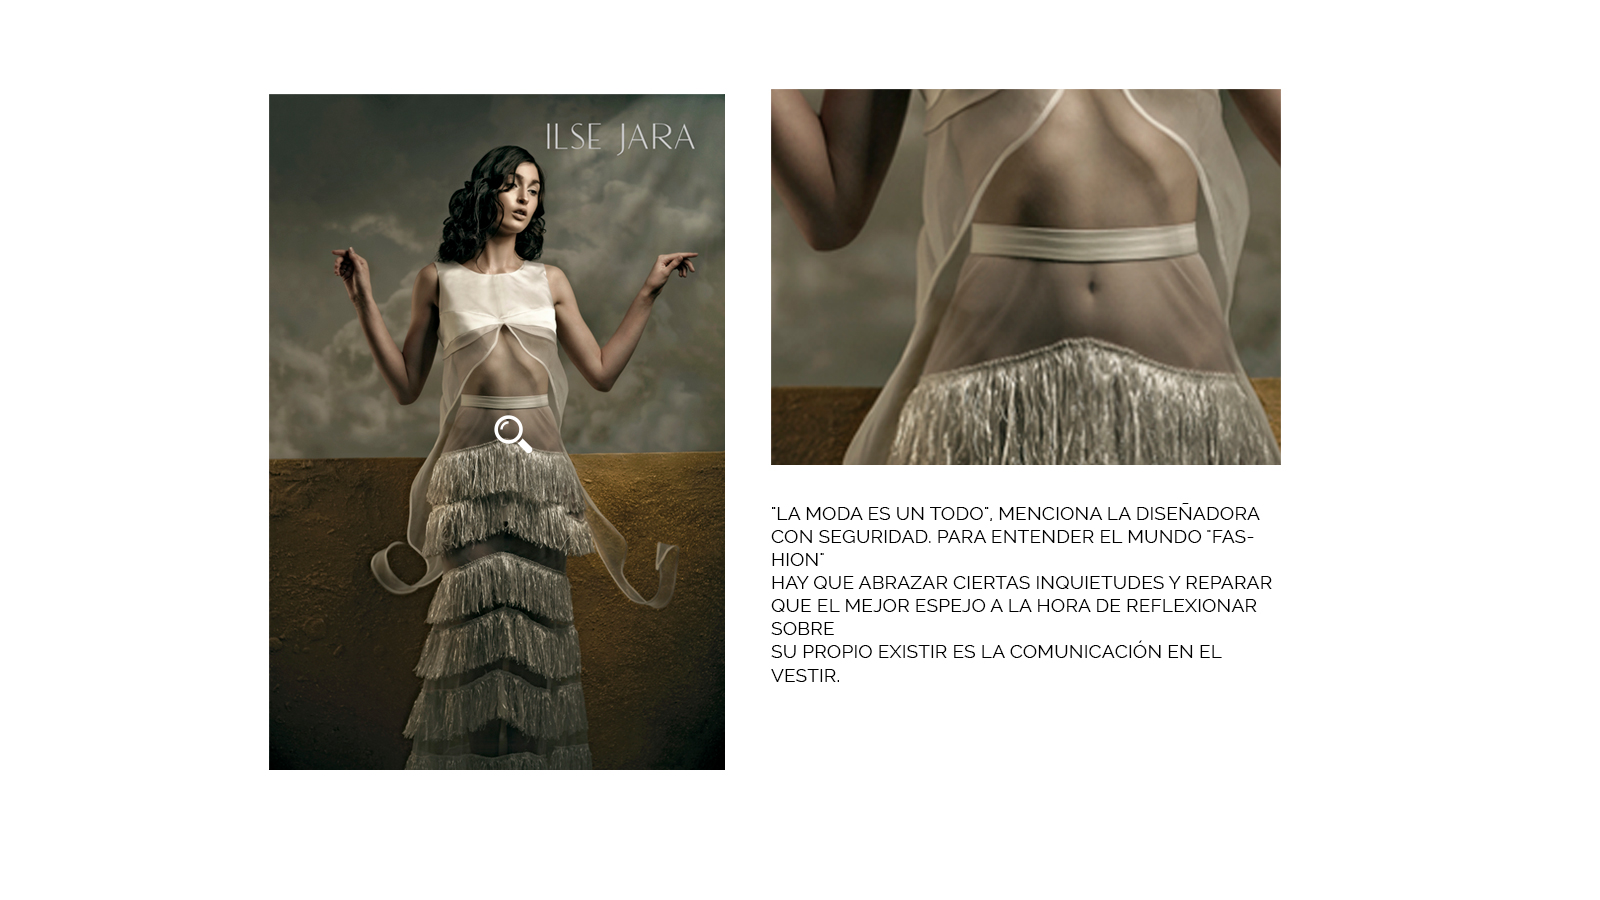 ILSE JARA
"LA MODA ES UN TODO", MENCIONA LA DISEÑADORA
CON SEGURIDAD. PARA ENTENDER EL MUNDO "FAS-
HION"
HAY QUE ABRAZAR CIERTAS INQUIETUDES Y REPARAR
QUE EL MEJOR ESPEJO A LA HORA DE REFLEXIONAR
SOBRE
SU PROPIO EXISTIR ES LA COMUNICACIÓN EN EL
VESTIR.